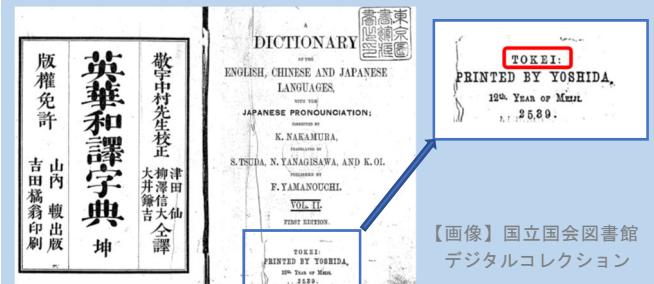 敬宇中村先生校正
津田 仙
柳澤信大
大井鎌吉
仝譯
英華和譯字典 坤
版權免許
山內 出版
吉田橘翁印刷
東京圖
A
DICTIONARY
OF THE
ENGLISH, CHINESE AND JAPANESE
LANGUAGES,
WITH THE
JAPANESE PRONOUNCIATION;
CORRECTED BY
K. NAKAMURA,
TRANSLATED BY
S. TSUDA, N. YANAGISAWA, AND K. OI.
PUBLISHED BY
F. YAMANOUCHI.
VOL. II.
FIRST EDITION.
TOKEI:
PRINTED BY YOSHIDA,
12th. YEAR OF MEIJI.
2539.
TOKEI:
PRINTED BY YOSHIDA,
12th. YEAR OF MEIJI.
2539.
【画像】国立国会図書館
デジタルコレクション